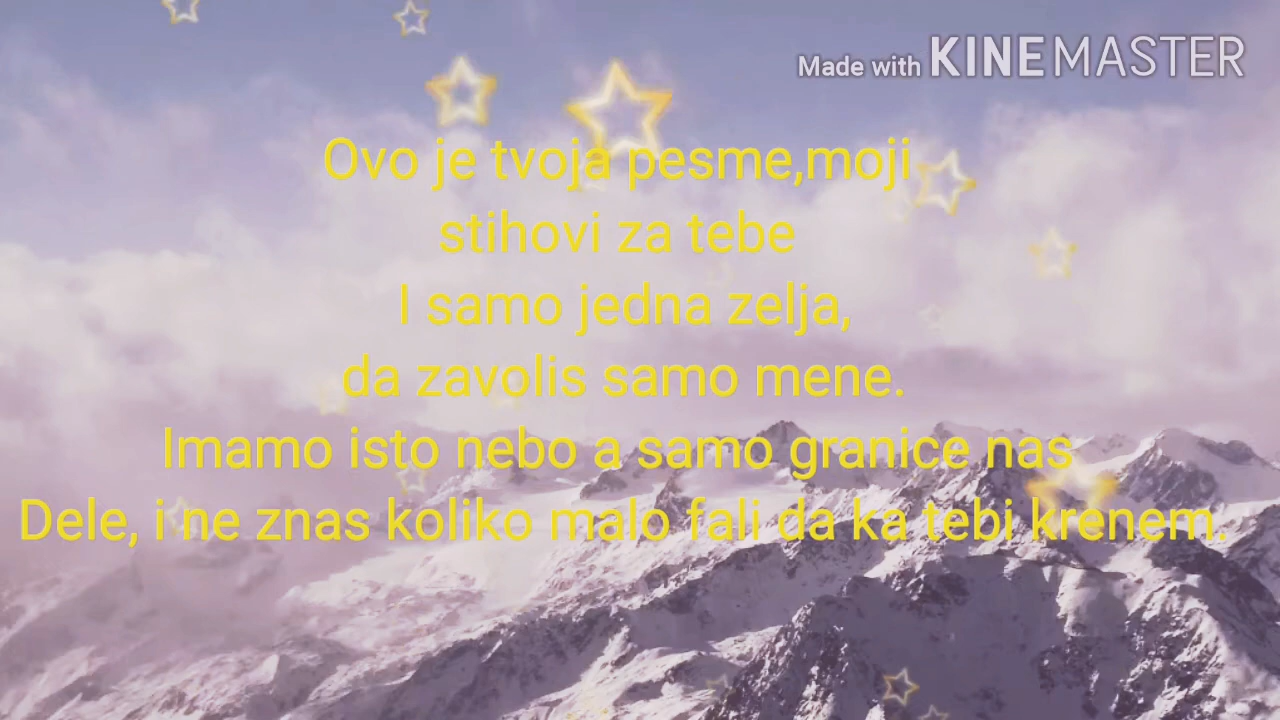 Made with KINEMASTER
Ovo je tvoja pesme,moji
stihovi za tebe
I samo jedna zelja,
da zavolis samo mene.
Imamo isto nebo a samo granice nas
Dele, i ne znas koliko malo fali da ka tebi krenem.